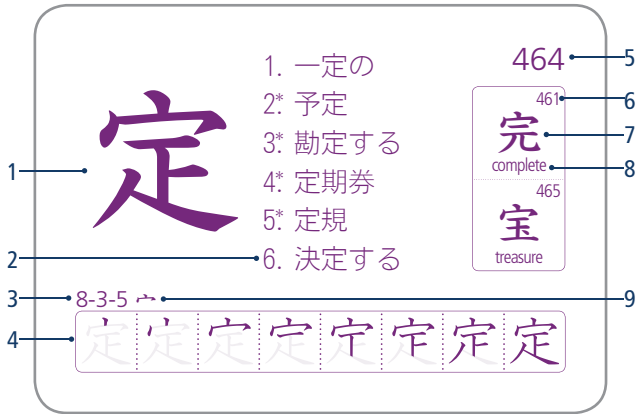 定
1. 一定の
2* 予定
3* 勘定する
4* 定期券
5* 定規
6. 決定する
464
461
完
complete
465
宝
treasure
8-3-5 宀
定 定 定 定 定 定 定 定
1
2
3
4
5
6
7
8
9